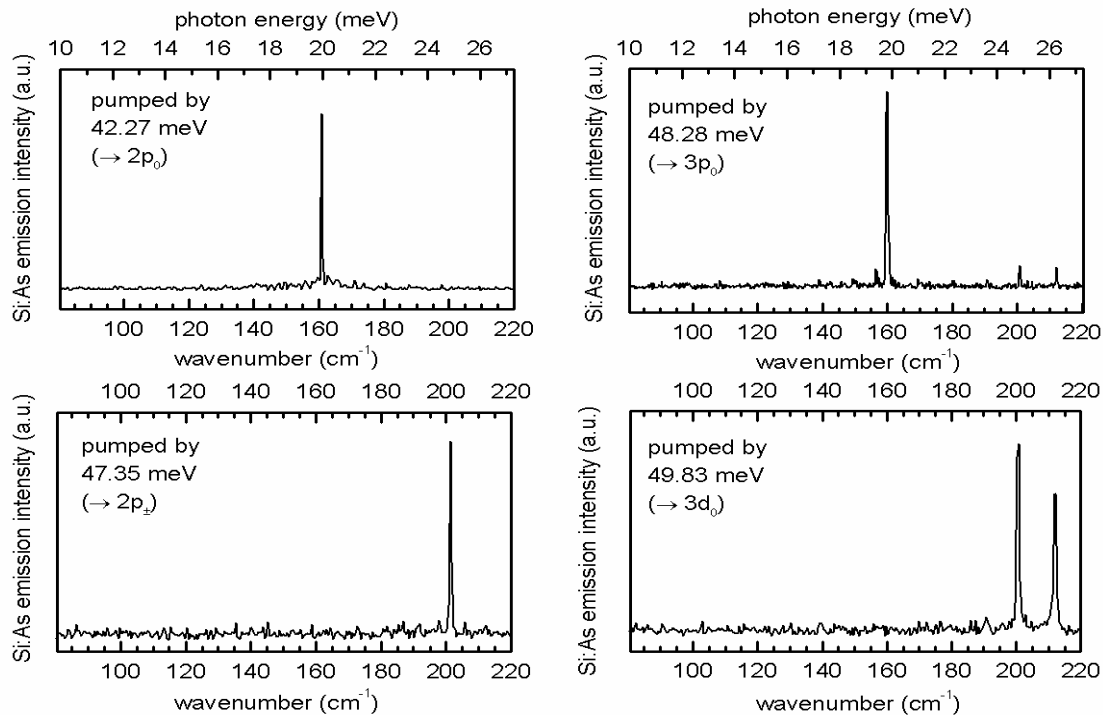 photon energy (meV)
10 12 14 16 18 20 22 24 26
Si:As emission intensity (a.u.)
pumped by
42.27 meV
(→ 2p₀)
100 120 140 160 180 200 220
wavenumber (cm⁻¹)
photon energy (meV)
10 12 14 16 18 20 22 24 26
Si:As emission intensity (a.u.)
pumped by
48.28 meV
(→ 3p₀)
100 120 140 160 180 200 220
wavenumber (cm⁻¹)
100 120 140 160 180 200 220
Si:As emission intensity (a.u.)
pumped by
47.35 meV
(→ 2p±)
100 120 140 160 180 200 220
wavenumber (cm⁻¹)
100 120 140 160 180 200 220
Si:As emission intensity (a.u.)
pumped by
49.83 meV
(→ 3d₀)
100 120 140 160 180 200 220
wavenumber (cm⁻¹)